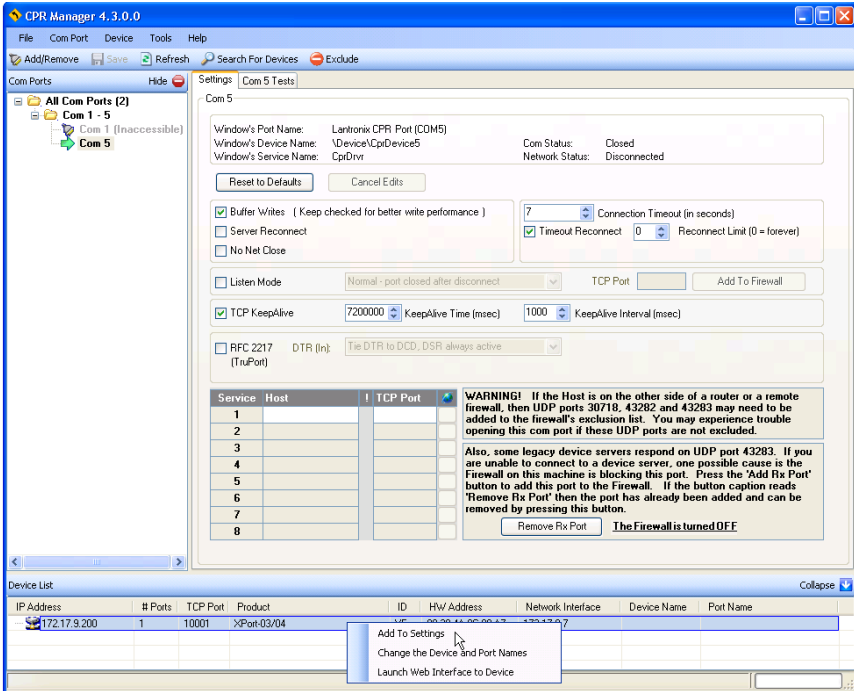 CPR Manager 4.3.0.0
File Com Port Device Tools Help
Add/Remove Save Refresh Search For Devices Exclude
Com Ports Hide
All Com Ports (2)
Com 1 - 5
Com 1 (Inaccessible)
Com 5
Settings Com 5 Tests
Com 5
Window's Port Name: Lantronix CPR Port (COM5)
Window's Device Name: \Device\CprDevice5 Com Status: Closed
Window's Service Name: CprDrvr Network Status: Disconnected
Reset to Defaults Cancel Edits
Buffer Writes ( Keep checked for better write performance )
Server Reconnect
No Net Close
7 Connection Timeout (in seconds)
Timeout Reconnect 0 Reconnect Limit (0 = forever)
Listen Mode Normal - port closed after disconnect TCP Port Add To Firewall
TCP KeepAlive 7200000 KeepAlive Time (msec) 1000 KeepAlive Interval (msec)
RFC 2217 DTR (In): Tie DTR to DCD, DSR always active
(TruPort)
Service Host ! TCP Port
1
2
3
4
5
6
7
8
WARNING! If the Host is on the other side of a router or a remote
firewall, then UDP ports 30718, 43282 and 43283 may need to be
added to the firewall's exclusion list. You may experience trouble
opening this com port if these UDP ports are not excluded.
Also, some legacy device servers respond on UDP port 43283. If you
are unable to connect to a device server, one possible cause is the
Firewall on this machine is blocking this port. Press the 'Add Rx Port'
button to add this port to the Firewall. If the button caption reads
'Remove Rx Port' then the port has already been added and can be
removed by pressing this button.
Remove Rx Port The Firewall is turned OFF
Device List Collapse
IP Address # Ports TCP Port Product ID HW Address Network Interface Device Name Port Name
172.17.9.200 1 10001 XPort-03/04
Add To Settings
Change the Device and Port Names
Launch Web Interface to Device